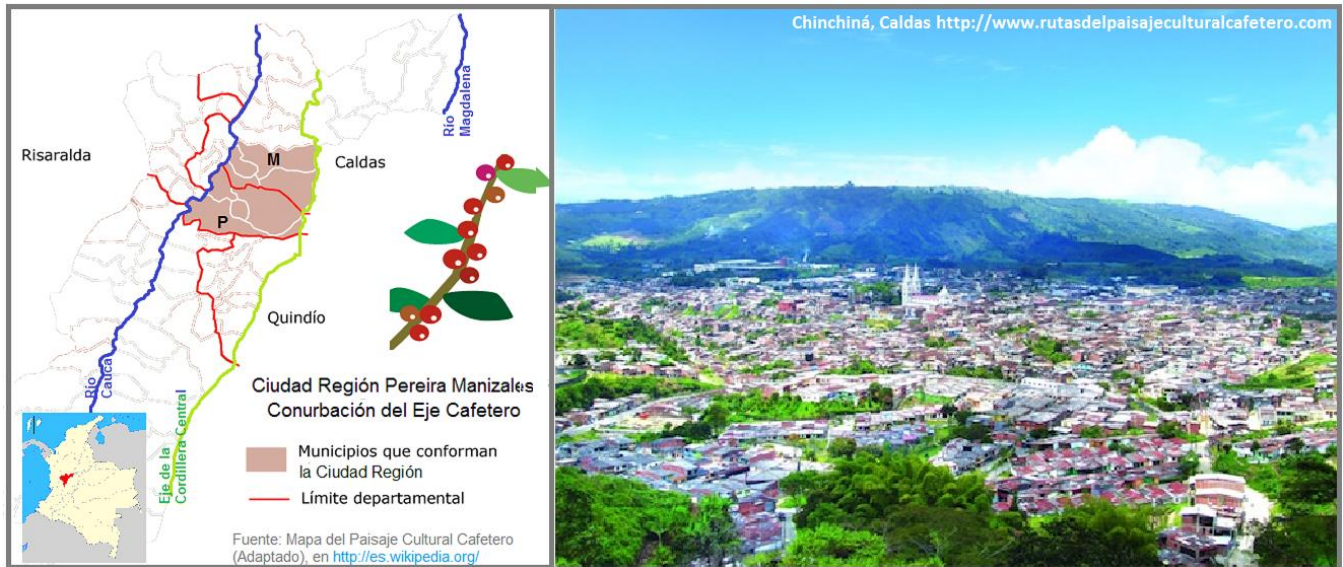 Risaralda
M
Caldas
P
Quindío
Río
Magdalena
Río
Cauca
Eje de la
Cordillera Central
Ciudad Región Pereira Manizales
Conurbación del Eje Cafetero
Municipios que conforman
la Ciudad Región
Límite departamental
Fuente: Mapa del Paisaje Cultural Cafetero
(Adaptado), en http://es.wikipedia.org/
Chinchiná, Caldas http://www.rutasdelpaisajeculturalcafetero.com